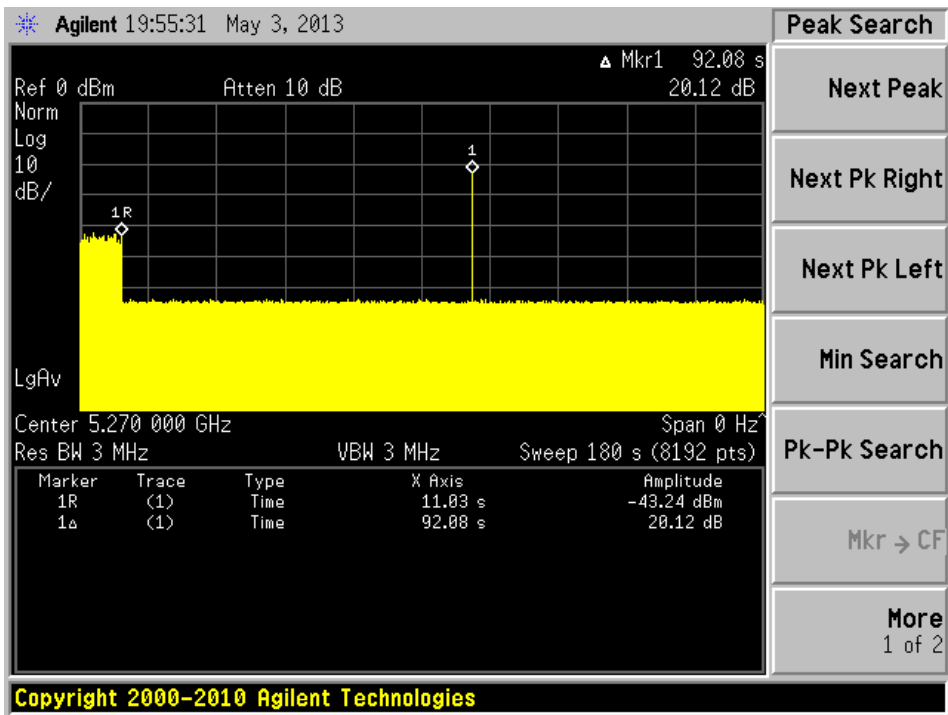 Agilent 19:55:31 May 3, 2013
Peak Search
Δ Mkr1 92.08 s
Ref 0 dBm Atten 10 dB 20.12 dB
Norm
Log
10
dB/
1
1R
LgAv
Center 5.270 000 GHz Span 0 Hz^
Res BW 3 MHz VBW 3 MHz Sweep 180 s (8192 pts)
Marker Trace Type X Axis Amplitude
1R (1) Time 11.03 s -43.24 dBm
1Δ (1) Time 92.08 s 20.12 dB
Next Peak
Next Pk Right
Next Pk Left
Min Search
Pk-Pk Search
Mkr → CF
More
1 of 2
Copyright 2000-2010 Agilent Technologies